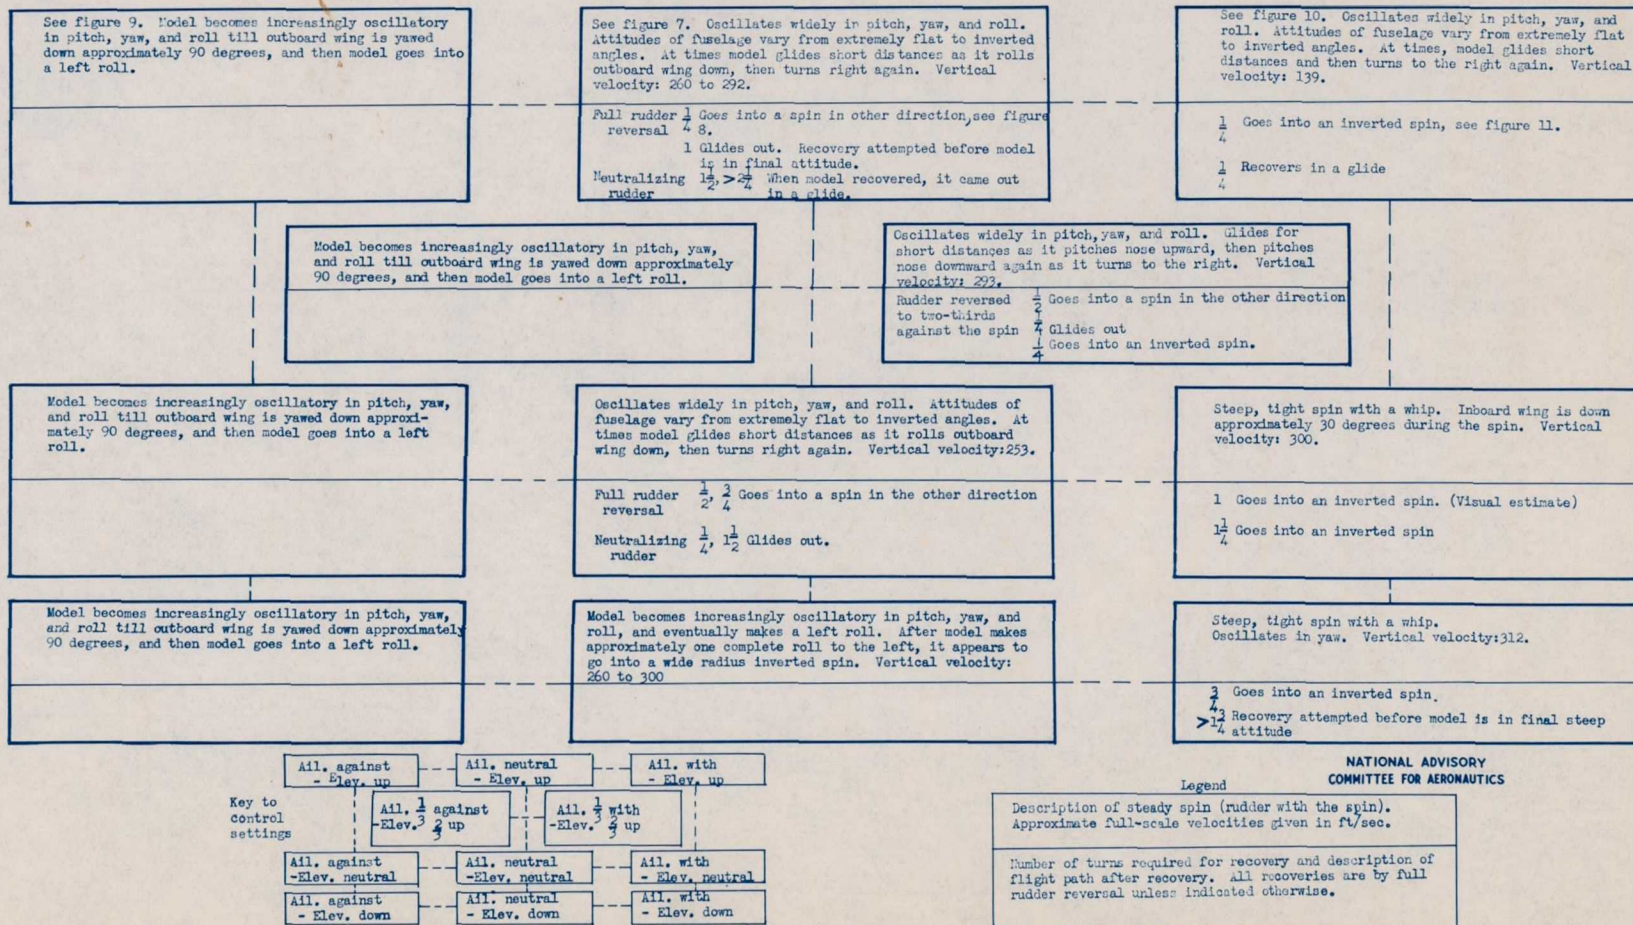 See figure 9. Model becomes increasingly oscillatory
in pitch, yaw, and roll till outboard wing is yawed
down approximately 90 degrees, and then model goes into
a left roll.
See figure 7. Oscillates widely in pitch, yaw, and roll.
Attitudes of fuselage vary from extremely flat to inverted
angles. At times model glides short distances as it rolls
outboard wing down, then turns right again. Vertical
velocity: 260 to 292.
Full rudder 1/4 Goes into a spin in other direction, see figure
reversal 8.
1 Glides out. Recovery attempted before model
is in final attitude.
Neutralizing 1 1/2, >2 1/4 When model recovered, it came out
rudder in a glide.
See figure 10. Oscillates widely in pitch, yaw, and
roll. Attitudes of fuselage vary from extremely flat
to inverted angles. At times, model glides short
distances and then turns to the right again. Vertical
velocity: 139.
1/4 Goes into an inverted spin, see figure 11.
1/4 Recovers in a glide
Model becomes increasingly oscillatory in pitch, yaw,
and roll till outboard wing is yawed down approximately
90 degrees, and then model goes into a left roll.
Oscillates widely in pitch, yaw, and roll. Glides for
short distances as it pitches nose upward, then pitches
nose downward again as it turns to the right. Vertical
velocity: 293.
Rudder reversed 1/2 Goes into a spin in the other direction
to two-thirds
against the spin 1/4 Glides out
1/4 Goes into an inverted spin.
Model becomes increasingly oscillatory in pitch, yaw,
and roll till outboard wing is yawed down approxi-
mately 90 degrees, and then model goes into a left
roll.
Oscillates widely in pitch, yaw, and roll. Attitudes of
fuselage vary from extremely flat to inverted angles. At
times model glides short distances as it rolls outboard
wing down, then turns right again. Vertical velocity:253.
Full rudder 1/2, 3/4 Goes into a spin in the other direction
reversal
Neutralizing 1/4, 1 1/2 Glides out.
rudder
Steep, tight spin with a whip. Inboard wing is down
approximately 30 degrees during the spin. Vertical
velocity: 300.
1 Goes into an inverted spin. (Visual estimate)
1 1/4 Goes into an inverted spin
Model becomes increasingly oscillatory in pitch, yaw,
and roll till outboard wing is yawed down approximately
90 degrees, and then model goes into a left roll.
Model becomes increasingly oscillatory in pitch, yaw, and
roll, and eventually makes a left roll. After model makes
approximately one complete roll to the left, it appears to
go into a wide radius inverted spin. Vertical velocity:
260 to 300
Steep, tight spin with a whip.
Oscillates in yaw. Vertical velocity:312.
3/4 Goes into an inverted spin.
>1 3/4 Recovery attempted before model is in final steep
attitude
NATIONAL ADVISORY
COMMITTEE FOR AERONAUTICS
Key to
control
settings
Ail. against
- Elev. up
Ail. neutral
- Elev. up
Ail. with
- Elev. up
Ail. 1/3 against
-Elev. 2/3 up
Ail. 1/3 with
-Elev. 2/3 up
Ail. against
-Elev. neutral
Ail. neutral
-Elev. neutral
Ail. with
- Elev. neutral
Ail. against
- Elev. down
Ail. neutral
- Elev. down
Ail. with
- Elev. down
Legend
Description of steady spin (rudder with the spin).
Approximate full-scale velocities given in ft/sec.
Number of turns required for recovery and description of
flight path after recovery. All recoveries are by full
rudder reversal unless indicated otherwise.